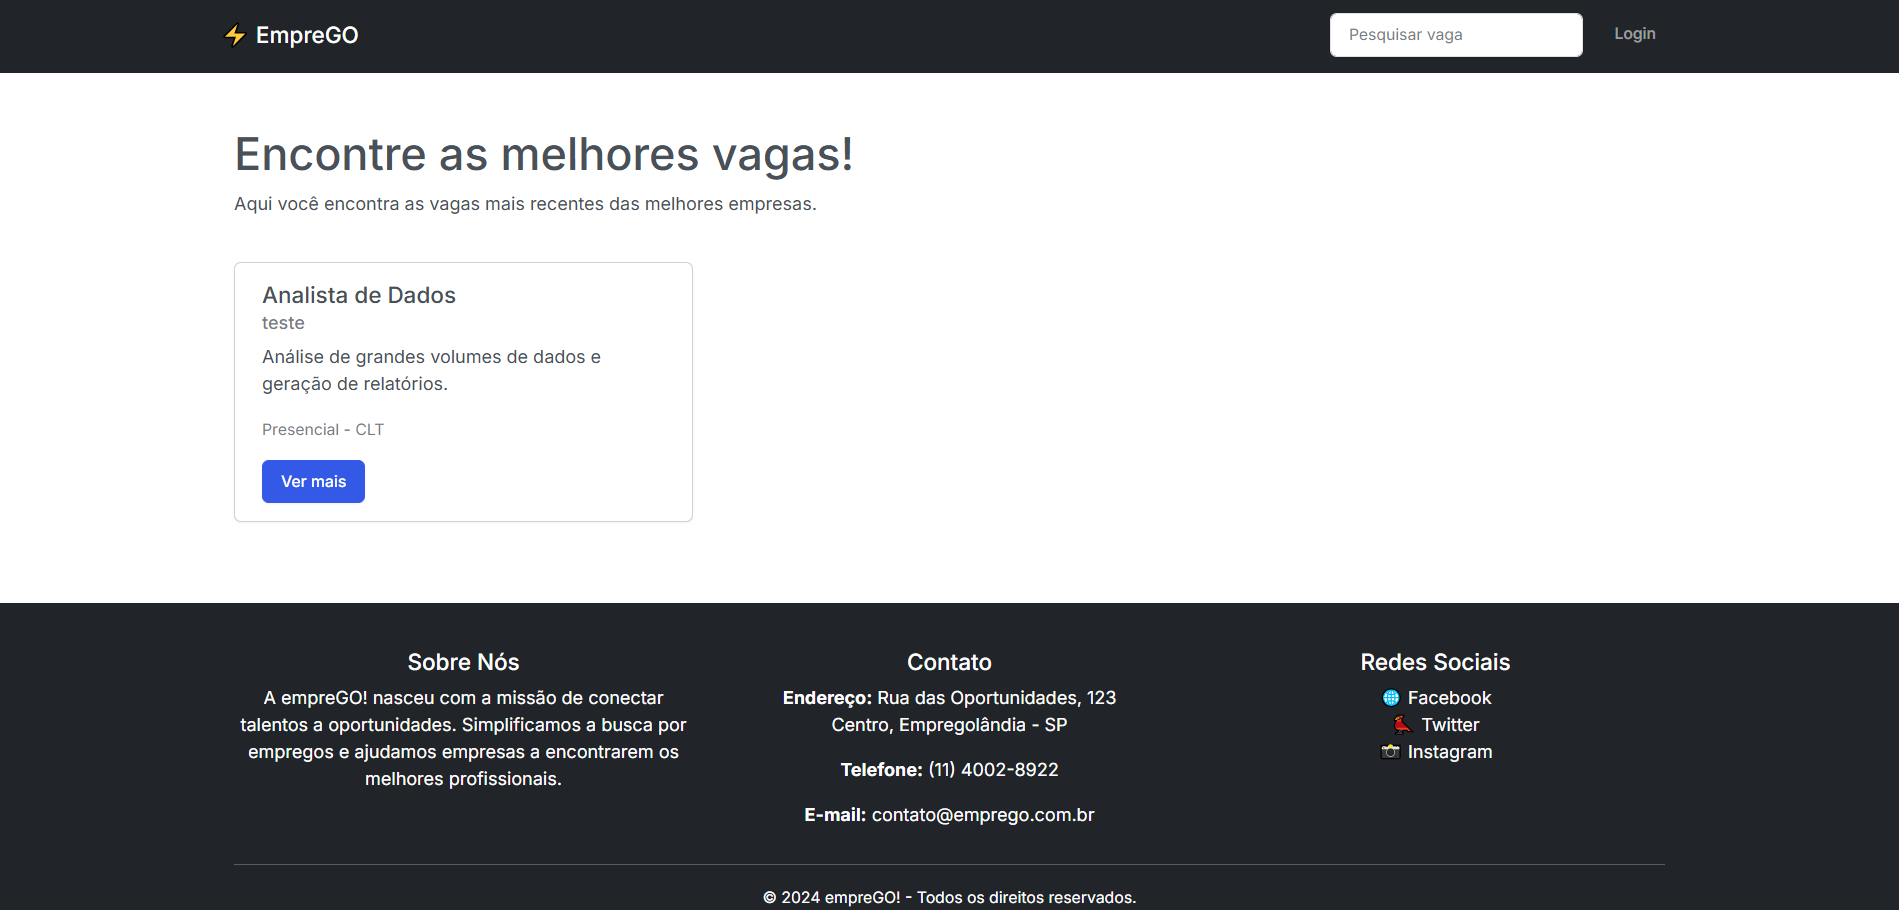 EmpreGO
Pesquisar vaga
Login
Encontre as melhores vagas!
Aqui você encontra as vagas mais recentes das melhores empresas.
Analista de Dados
teste
Análise de grandes volumes de dados e
geração de relatórios.
Presencial - CLT
Ver mais
Sobre Nós
A empreGO! nasceu com a missão de conectar
talentos a oportunidades. Simplificamos a busca por
empregos e ajudamos empresas a encontrarem os
melhores profissionais.
Contato
Endereço: Rua das Oportunidades, 123
Centro, Empregolândia - SP
Telefone: (11) 4002-8922
E-mail: contato@emprego.com.br
Redes Sociais
Facebook
Twitter
Instagram
© 2024 empreGO! - Todos os direitos reservados.